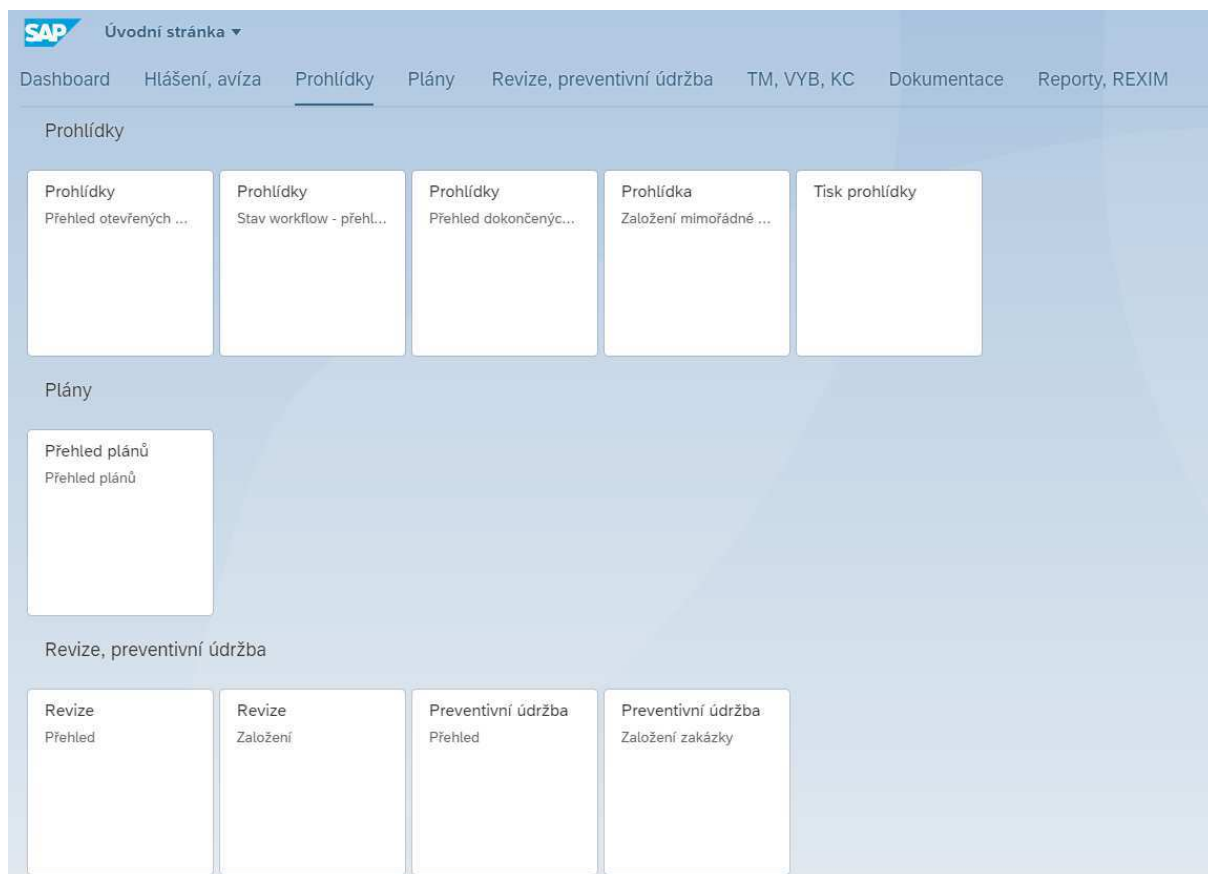 SAP Úvodní stránka
Dashboard Hlášení, avíza Prohlídky Plány Revize, preventivní údržba TM, VYB, KC Dokumentace Reporty, REXIM
Prohlídky
Prohlídky
Přehled otevřených ...
Prohlídky
Stav workflow - přehl...
Prohlídky
Přehled dokončenýc...
Prohlídka
Založení mimořádné ...
Tisk prohlídky
Plány
Přehled plánů
Přehled plánů
Revize, preventivní údržba
Revize
Přehled
Revize
Založení
Preventivní údržba
Přehled
Preventivní údržba
Založení zakázky